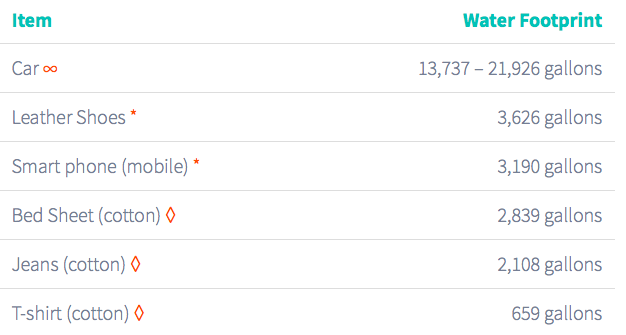 Item Water Footprint
Car ∞ 13,737 – 21,926 gallons
Leather Shoes * 3,626 gallons
Smart phone (mobile) * 3,190 gallons
Bed Sheet (cotton) ◊ 2,839 gallons
Jeans (cotton) ◊ 2,108 gallons
T-shirt (cotton) ◊ 659 gallons